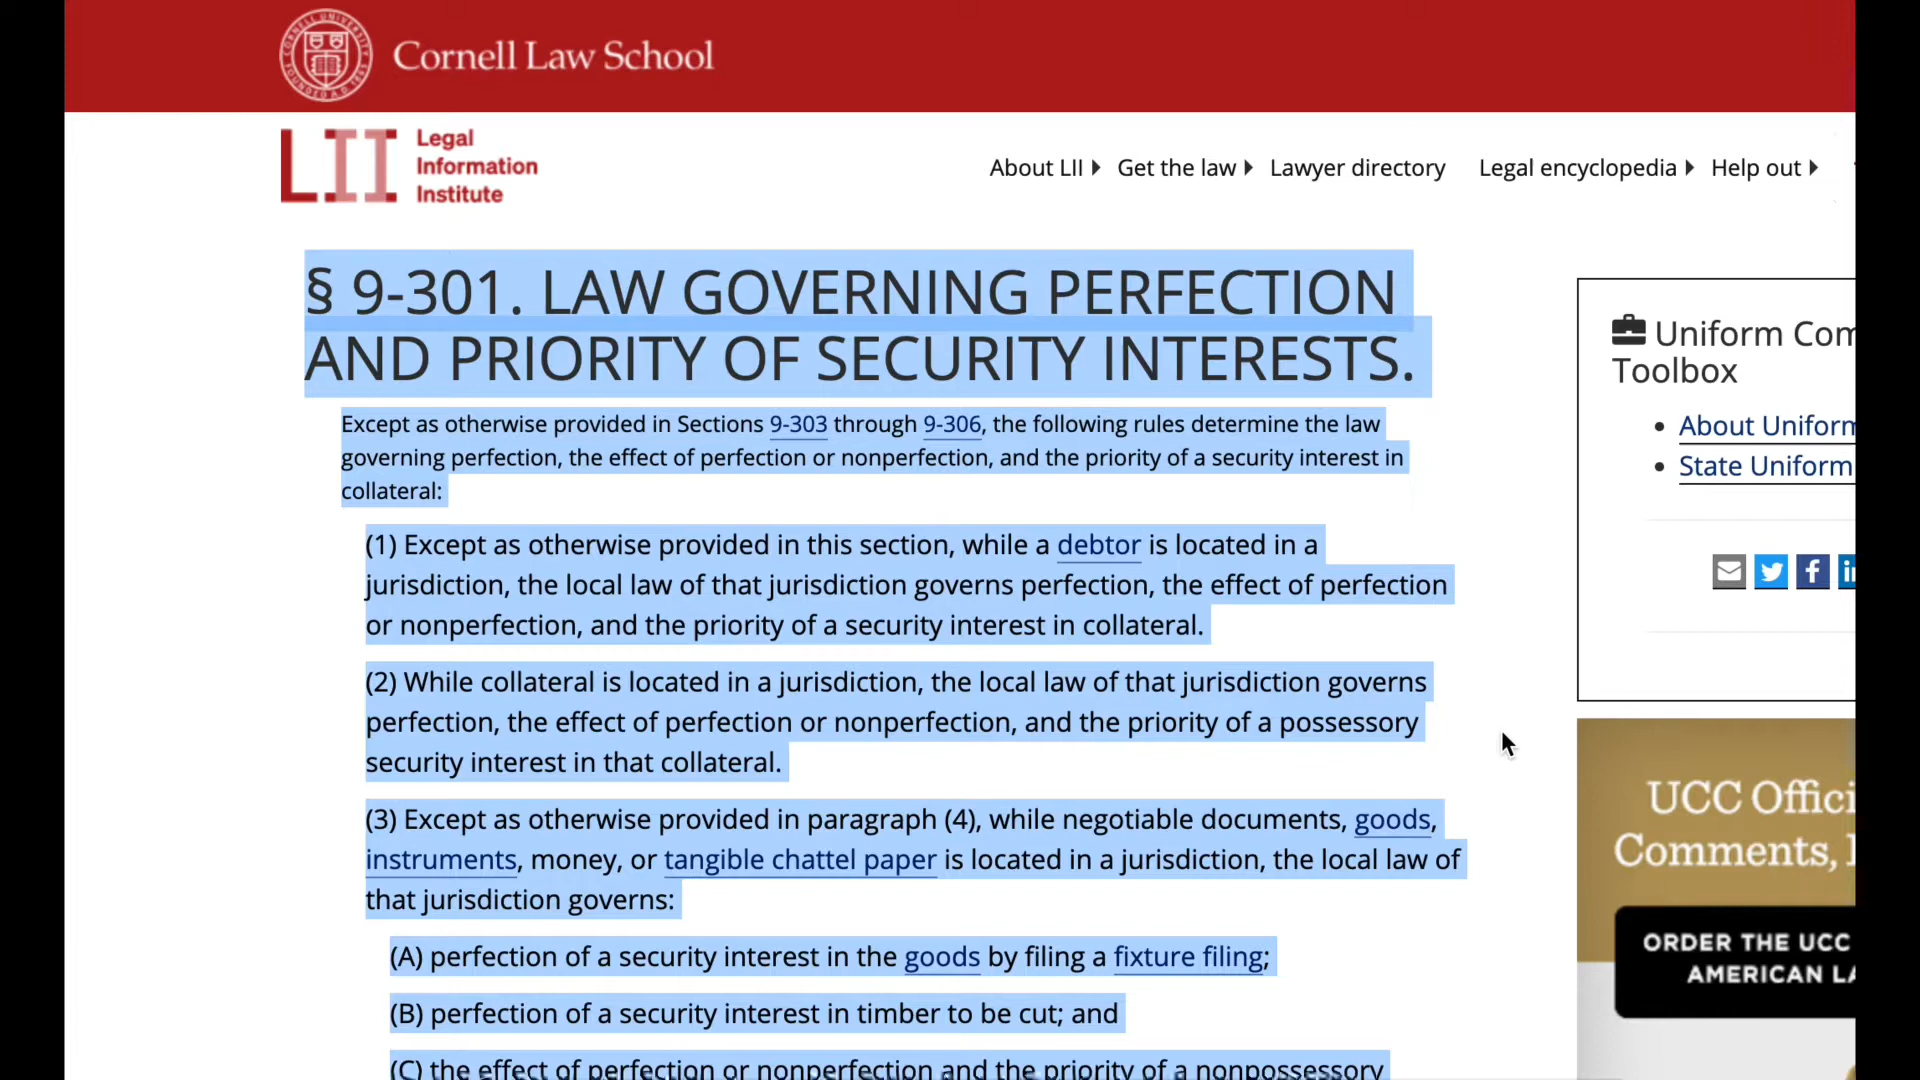 Cornell Law School
LII Legal
Information
Institute
About LII
Get the law
Lawyer directory
Legal encyclopedia
Help out
§ 9-301. LAW GOVERNING PERFECTION
AND PRIORITY OF SECURITY INTERESTS.
Except as otherwise provided in Sections 9-303 through 9-306, the following rules determine the law
governing perfection, the effect of perfection or nonperfection, and the priority of a security interest in
collateral:
(1) Except as otherwise provided in this section, while a debtor is located in a
jurisdiction, the local law of that jurisdiction governs perfection, the effect of perfection
or nonperfection, and the priority of a security interest in collateral.
(2) While collateral is located in a jurisdiction, the local law of that jurisdiction governs
perfection, the effect of perfection or nonperfection, and the priority of a possessory
security interest in that collateral.
(3) Except as otherwise provided in paragraph (4), while negotiable documents, goods,
instruments, money, or tangible chattel paper is located in a jurisdiction, the local law of
that jurisdiction governs:
(A) perfection of a security interest in the goods by filing a fixture filing;
(B) perfection of a security interest in timber to be cut; and
(C) the effect of perfection or nonperfection and the priority of a nonpossessory
Uniform Com
Toolbox
About Uniform
State Uniform
UCC Offici
Comments,
ORDER THE UCC
AMERICAN LA